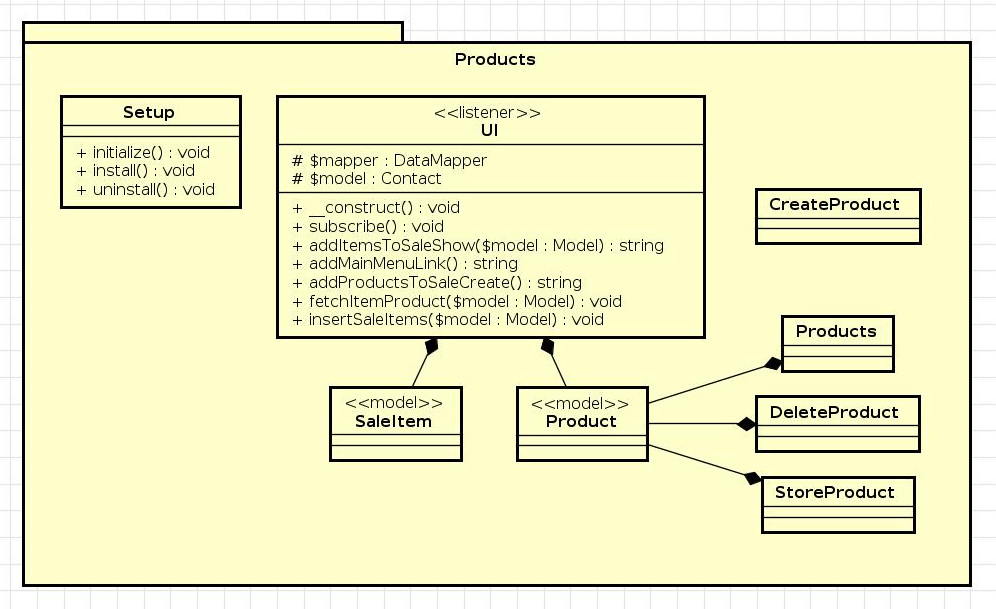 Products
Setup
+ initialize() : void
+ install() : void
+ uninstall() : void
<<listener>>
UI
# $mapper : DataMapper
# $model : Contact
+ __construct() : void
+ subscribe() : void
+ addItemsToSaleShow($model : Model) : string
+ addMainMenuLink() : string
+ addProductsToSaleCreate() : string
+ fetchItemProduct($model : Model) : void
+ insertSaleItems($model : Model) : void
CreateProduct
Products
<<model>>
SaleItem
<<model>>
Product
DeleteProduct
StoreProduct